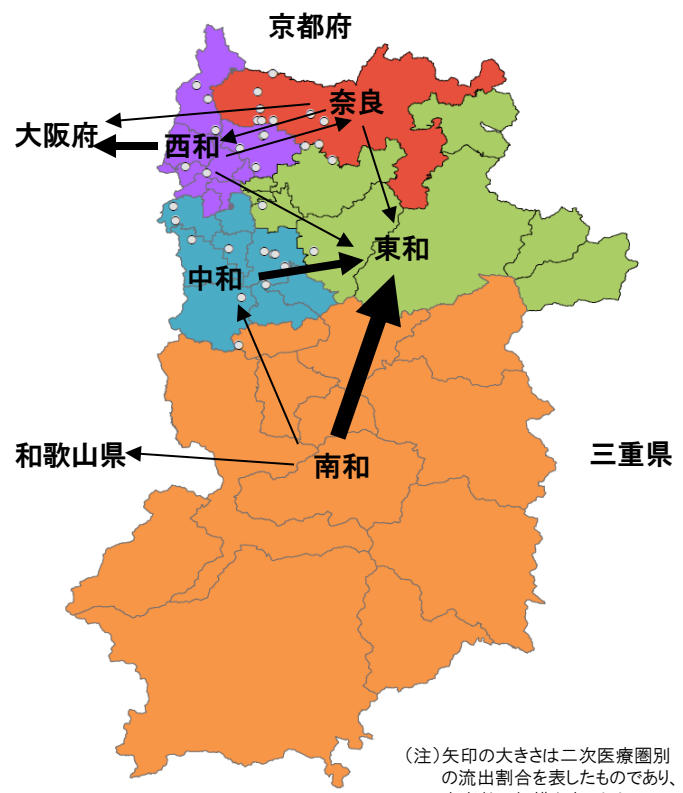 京都府
奈良
大阪府
西和
東和
中和
和歌山県
南和
三重県
(注)矢印の大きさは二次医療圏別
の流出割合を表したものであり、